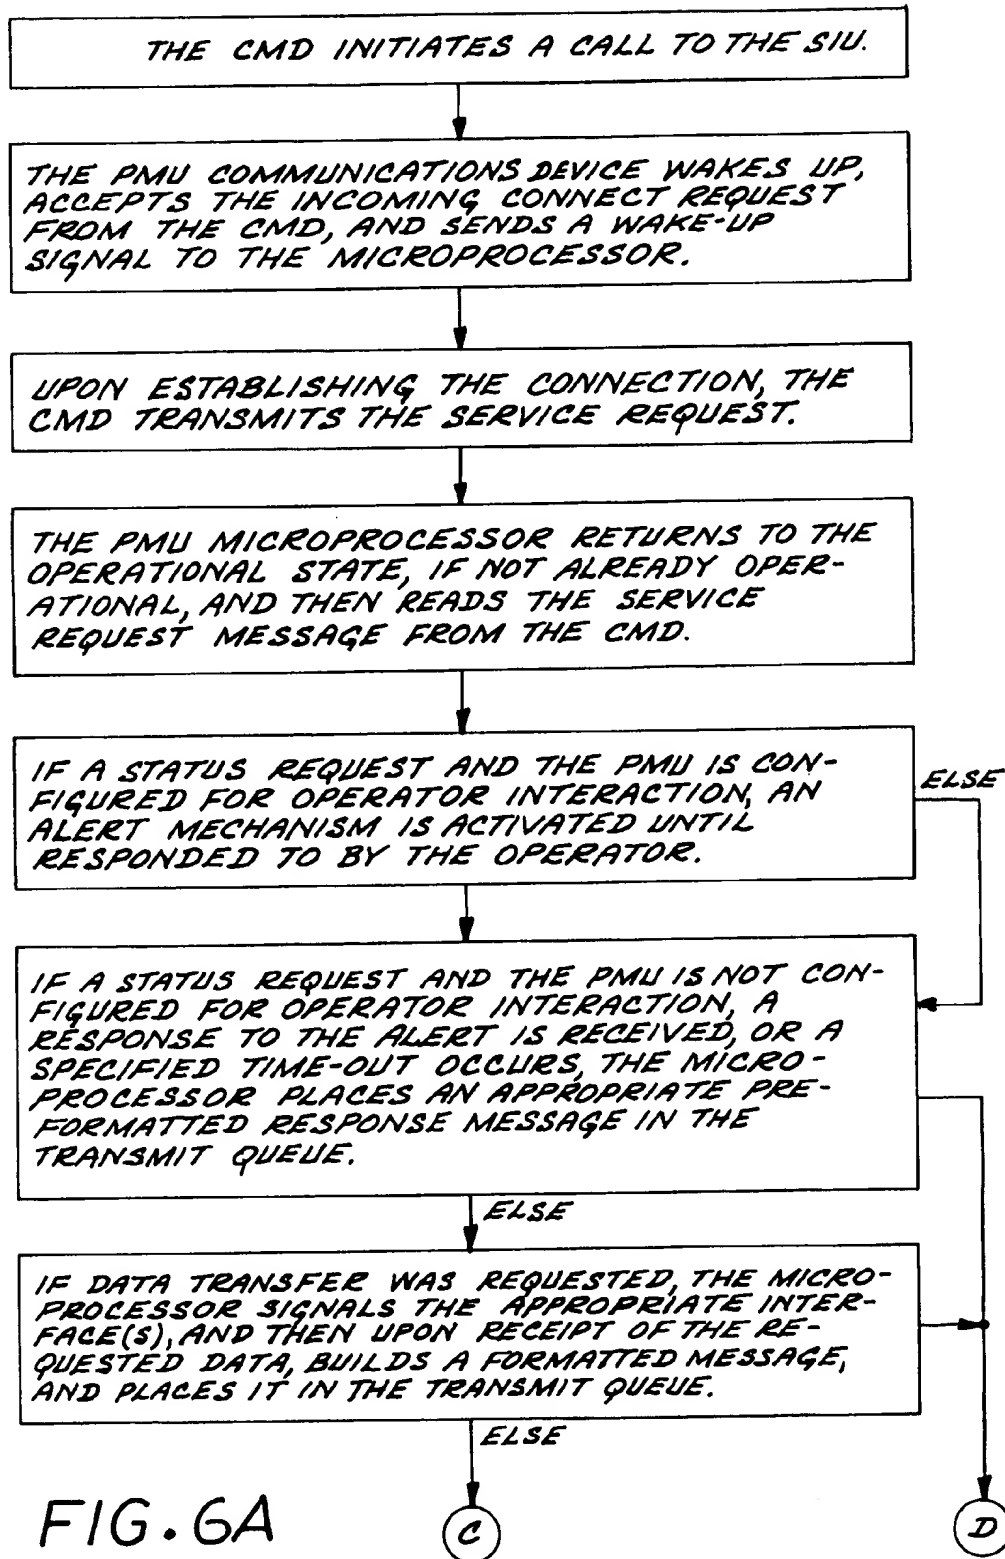 THE CMD INITIATES A CALL TO THE SIU.
THE PMU COMMUNICATIONS DEVICE WAKES UP,
ACCEPTS THE INCOMING CONNECT REQUEST
FROM THE CMD, AND SENDS A WAKE-UP
SIGNAL TO THE MICROPROCESSOR.
UPON ESTABLISHING THE CONNECTION, THE
CMD TRANSMITS THE SERVICE REQUEST.
THE PMU MICROPROCESSOR RETURNS TO THE
OPERATIONAL STATE, IF NOT ALREADY OPER-
ATIONAL, AND THEN READS THE SERVICE
REQUEST MESSAGE FROM THE CMD.
IF A STATUS REQUEST AND THE PMU IS CON-
FIGURED FOR OPERATOR INTERACTION, AN
ALERT MECHANISM IS ACTIVATED UNTIL
RESPONDED TO BY THE OPERATOR.
ELSE
IF A STATUS REQUEST AND THE PMU IS NOT CON-
FIGURED FOR OPERATOR INTERACTION, A
RESPONSE TO THE ALERT IS RECEIVED, OR A
SPECIFIED TIME-OUT OCCURS, THE MICRO-
PROCESSOR PLACES AN APPROPRIATE PRE-
FORMATTED RESPONSE MESSAGE IN THE
TRANSMIT QUEUE.
ELSE
IF DATA TRANSFER WAS REQUESTED, THE MICRO-
PROCESSOR SIGNALS THE APPROPRIATE INTER-
FACE(S), AND THEN UPON RECEIPT OF THE RE-
QUESTED DATA, BUILDS A FORMATTED MESSAGE,
AND PLACES IT IN THE TRANSMIT QUEUE.
ELSE
FIG. 6A
C
D